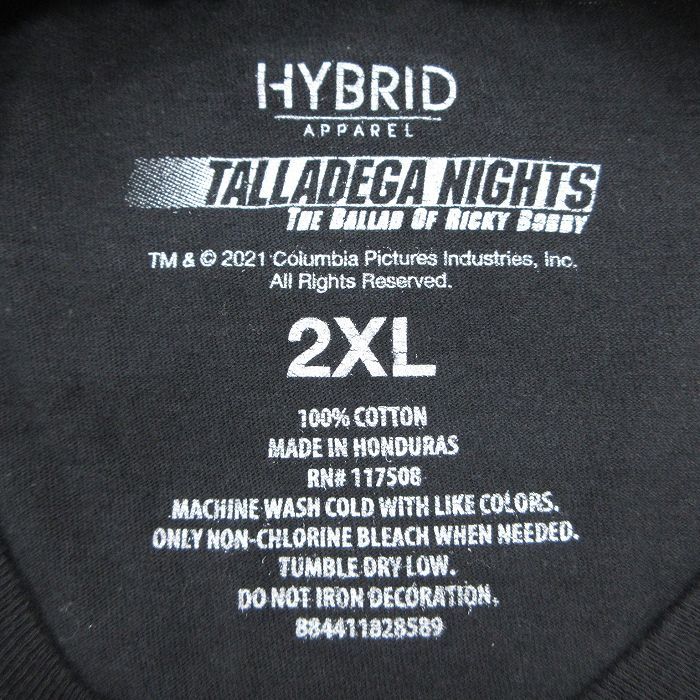 HYBRID
APPAREL
TALLADEGA NIGHTS
THE BALLAD OF RICKY BOBBY
TM & © 2021 Columbia Pictures Industries, Inc.
All Rights Reserved.
2XL
100% COTTON
MADE IN HONDURAS
RN# 117508
MACHINE WASH COLD WITH LIKE COLORS.
ONLY NON-CHLORINE BLEACH WHEN NEEDED.
TUMBLE DRY LOW.
DO NOT IRON DECORATION.
884411828589